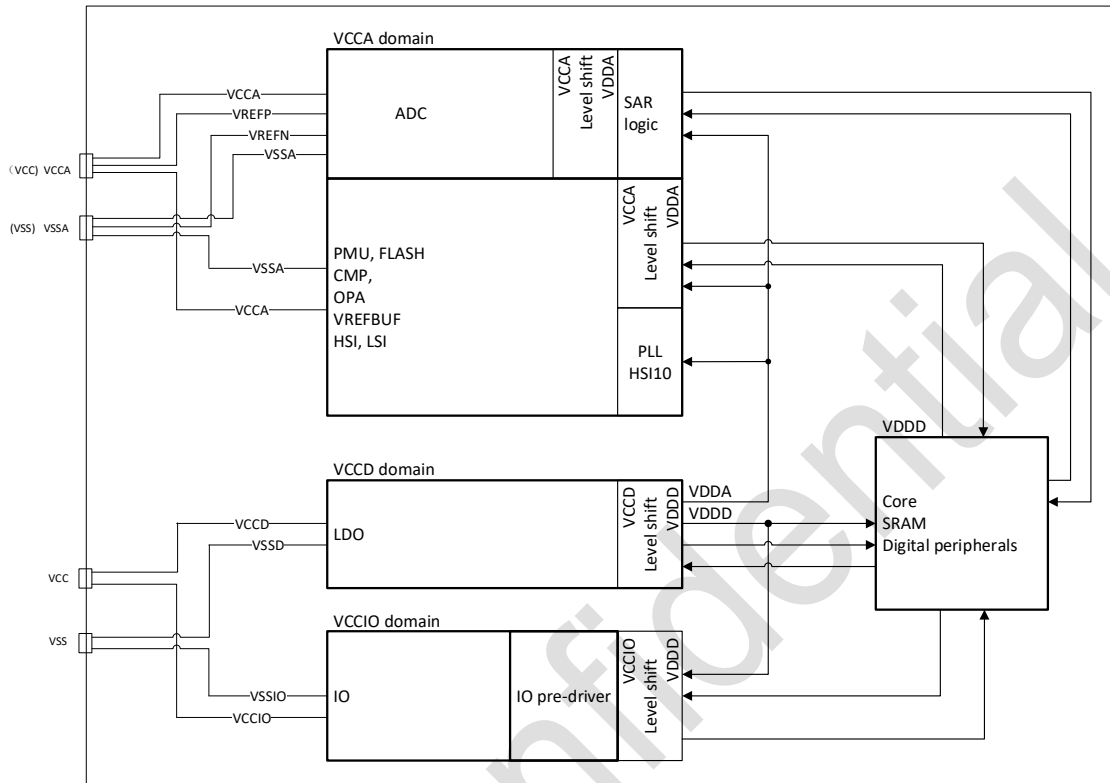 VCCA domain
VCCA
VREFP
VREFN
VSSA
ADC
VCCA
Level shift
VDDA
SAR
logic
(VCC) VCCA
(VSS) VSSA
VSSA
VCCA
PMU, FLASH
CMP,
OPA
VREFBUF
HSI, LSI
VCCA
Level shift
VDDA
PLL
HSI10
VDDD
Core
SRAM
Digital peripherals
VCCD domain
VCCD
VSSD
LDO
VCCD
Level shift
VDDD
VDDA
VDDD
VCC
VSS
VCCIO domain
VSSIO
VCCIO
IO
IO pre-driver
VCCIO
Level shift
VDDD
nfidential